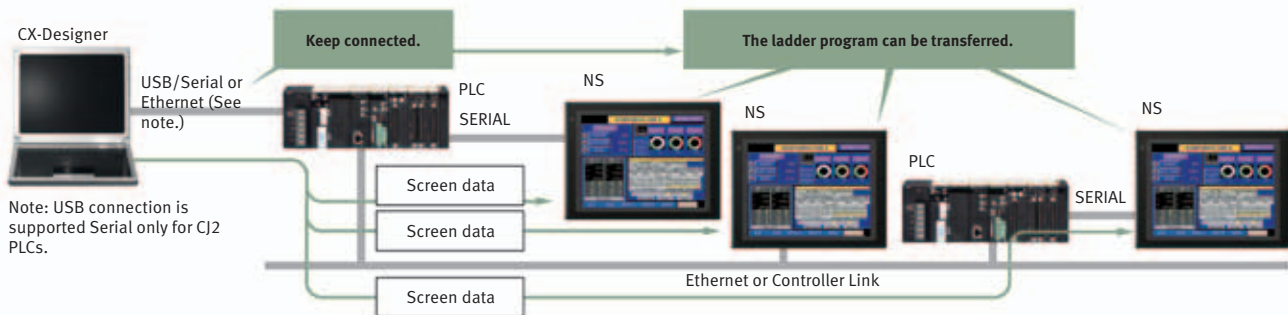 CX-Designer
Keep connected.
The ladder program can be transferred.
USB/Serial or
Ethernet (See
note.)
PLC
SERIAL
NS
NS
NS
PLC
SERIAL
Screen data
Screen data
Note: USB connection is
supported Serial only for CJ2
PLCs.
Ethernet or Controller Link
Screen data